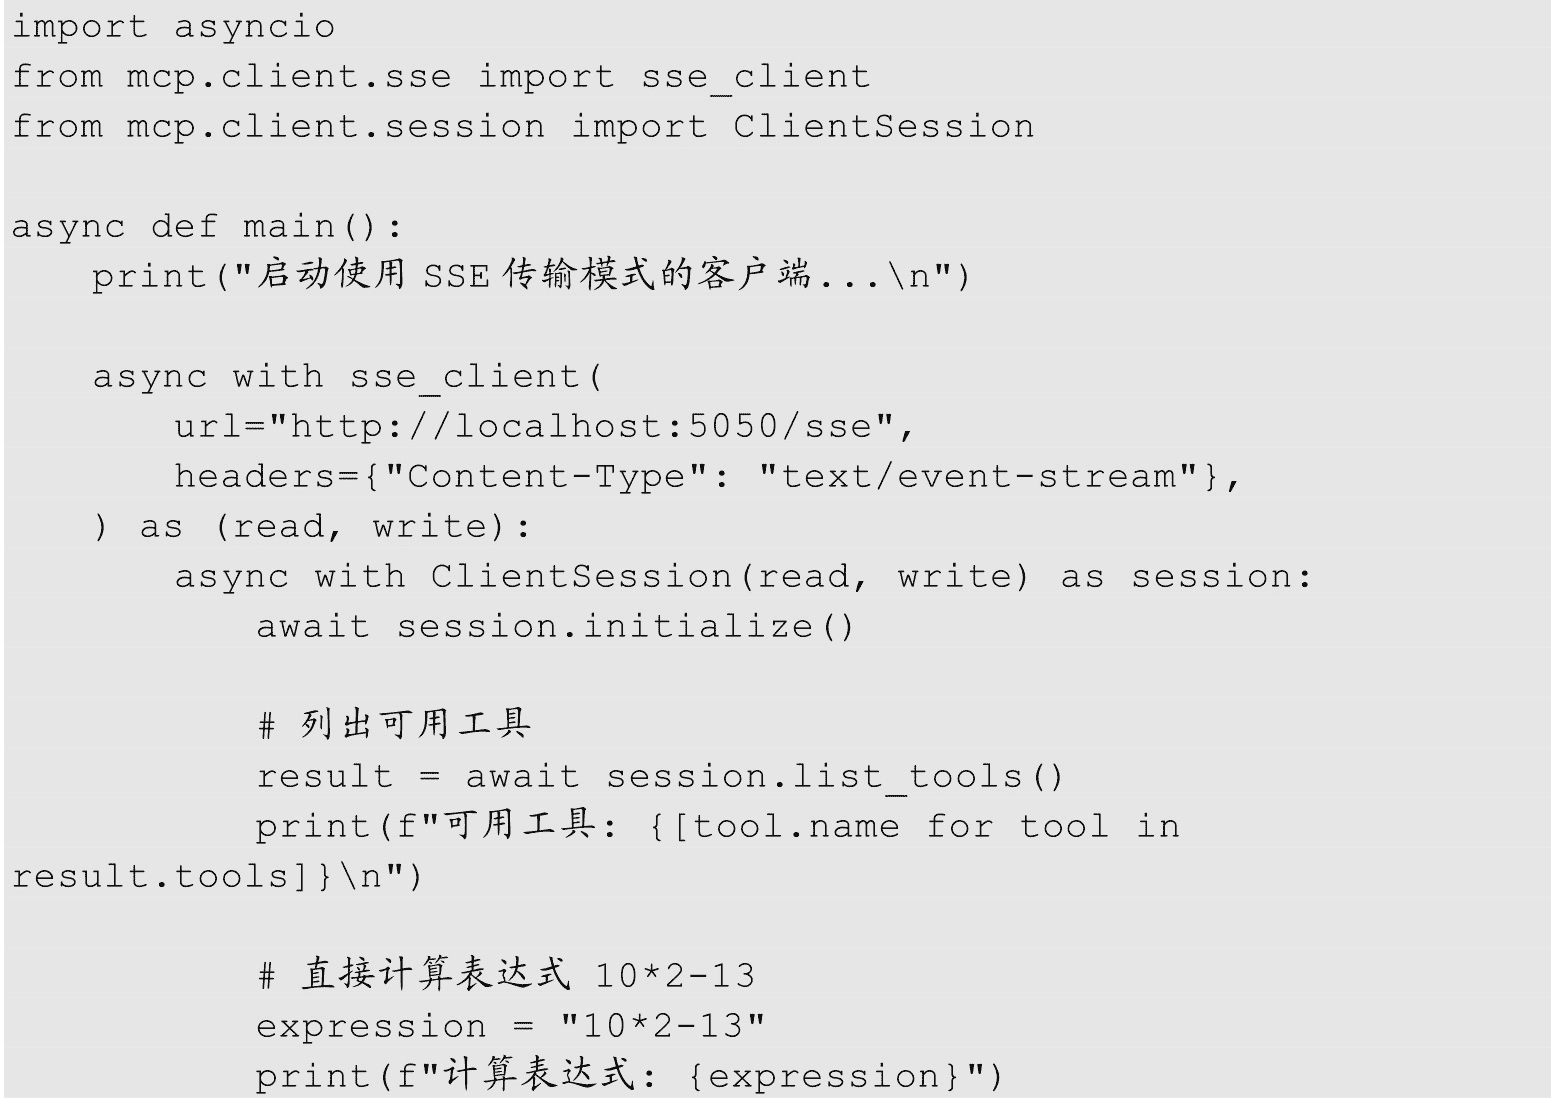 import asyncio
from mcp.client.sse import sse_client
from mcp.client.session import ClientSession

async def main():
    print("启动使用 SSE 传输模式的客户端...\n")

    async with sse_client(
        url="http://localhost:5050/sse",
        headers={"Content-Type": "text/event-stream"},
    ) as (read, write):
        async with ClientSession(read, write) as session:
            await session.initialize()

            # 列出可用工具
            result = await session.list_tools()
            print(f"可用工具: {[tool.name for tool in
result.tools]}\n")

            # 直接计算表达式 10*2-13
            expression = "10*2-13"
            print(f"计算表达式: {expression}")